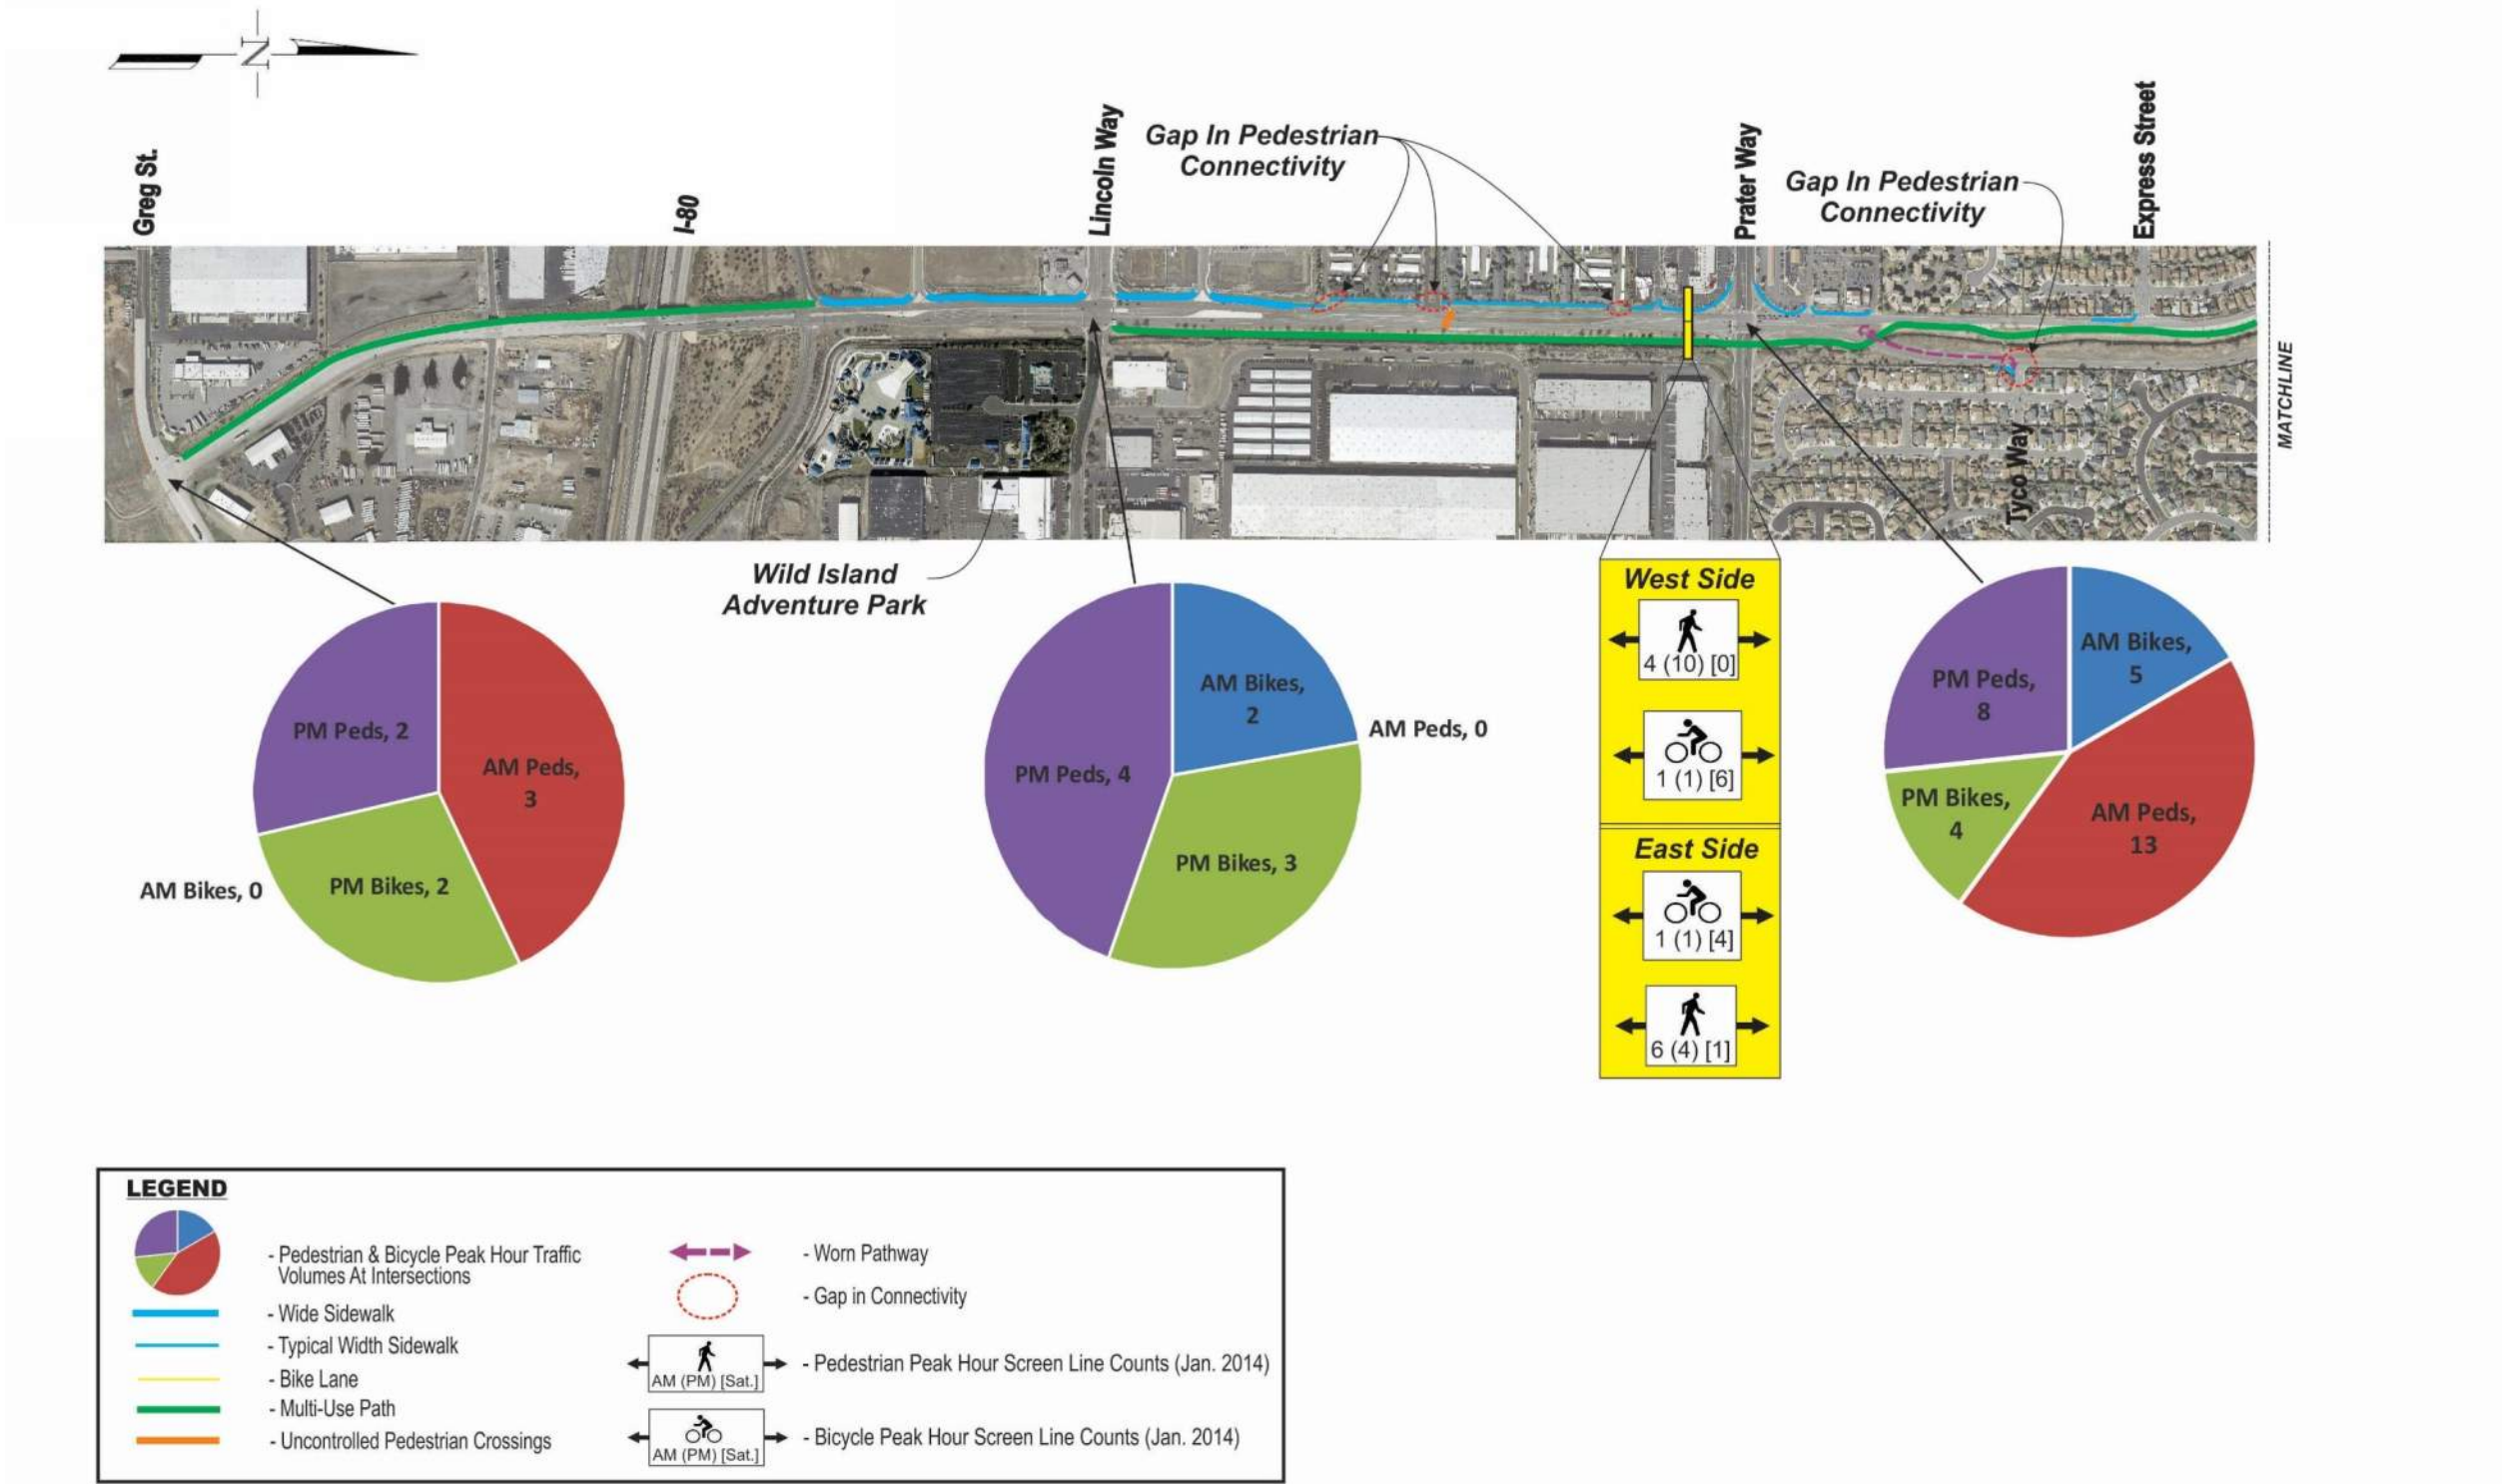 N
Greg St.
I-80
Lincoln Way
Gap In Pedestrian
Connectivity
Prater Way
Gap In Pedestrian
Connectivity
Express Street
MATCHLINE
Tyco Way
Wild Island
Adventure Park
PM Peds, 2
AM Peds,
3
AM Bikes, 0
PM Bikes, 2
AM Bikes,
2
AM Peds, 0
PM Peds, 4
PM Bikes, 3
West Side
4 (10) [0]
1 (1) [6]
East Side
1 (1) [4]
6 (4) [1]
AM Bikes,
5
PM Peds,
8
PM Bikes,
4
AM Peds,
13
LEGEND
- Pedestrian & Bicycle Peak Hour Traffic
Volumes At Intersections
- Wide Sidewalk
- Typical Width Sidewalk
- Bike Lane
- Multi-Use Path
- Uncontrolled Pedestrian Crossings
- Worn Pathway
- Gap in Connectivity
AM (PM) [Sat.]
- Pedestrian Peak Hour Screen Line Counts (Jan. 2014)
AM (PM) [Sat.]
- Bicycle Peak Hour Screen Line Counts (Jan. 2014)